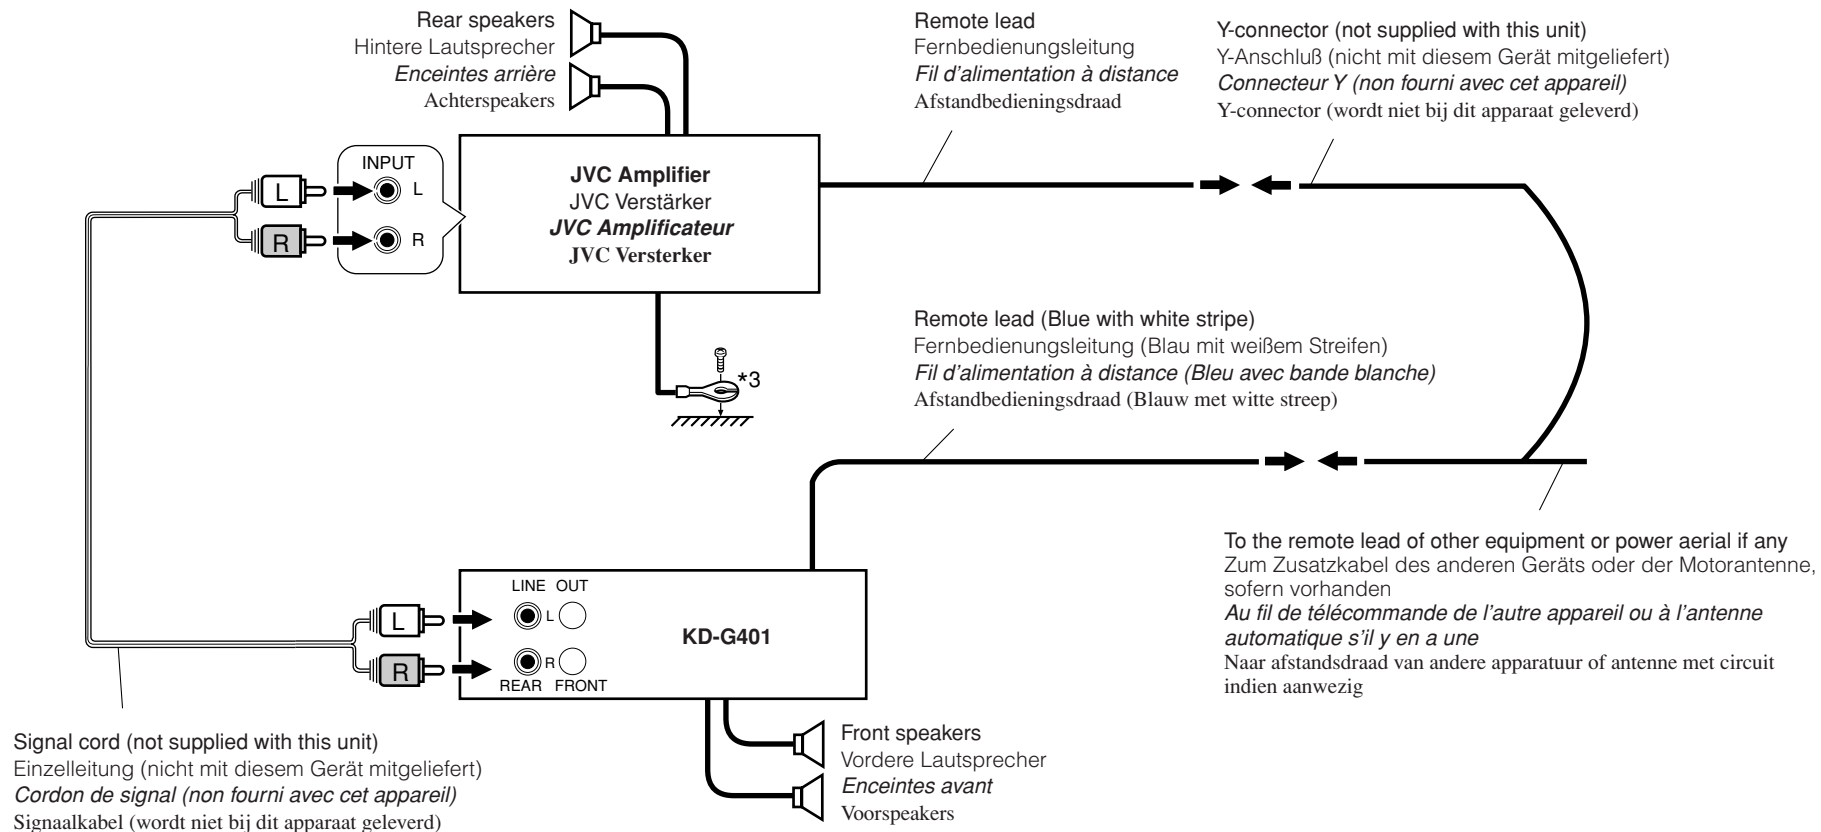 Rear speakers
Hintere Lautsprecher
Enceintes arrière
Achterspeakers
Remote lead
Fernbedienungsleitung
Fil d'alimentation à distance
Afstandbedieningsdraad
Y-connector (not supplied with this unit)
Y-Anschluß (nicht mit diesem Gerät mitgeliefert)
Connecteur Y (non fourni avec cet appareil)
Y-connector (wordt niet bij dit apparaat geleverd)
INPUT
L
L
R
R
JVC Amplifier
JVC Verstärker
JVC Amplificateur
JVC Versterker
*3
Remote lead (Blue with white stripe)
Fernbedienungsleitung (Blau mit weißem Streifen)
Fil d'alimentation à distance (Bleu avec bande blanche)
Afstandbedieningsdraad (Blauw met witte streep)
To the remote lead of other equipment or power aerial if any
Zum Zusatzkabel des anderen Geräts oder der Motorantenne,
sofern vorhanden
Au fil de télécommande de l'autre appareil ou à l'antenne
automatique s'il y en a une
Naar afstandsdraad van andere apparatuur of antenne met circuit
indien aanwezig
LINE OUT
L
L
R
R
REAR FRONT
KD-G401
Front speakers
Vordere Lautsprecher
Enceintes avant
Voorspeakers
Signal cord (not supplied with this unit)
Einzelleitung (nicht mit diesem Gerät mitgeliefert)
Cordon de signal (non fourni avec cet appareil)
Signaalkabel (wordt niet bij dit apparaat geleverd)